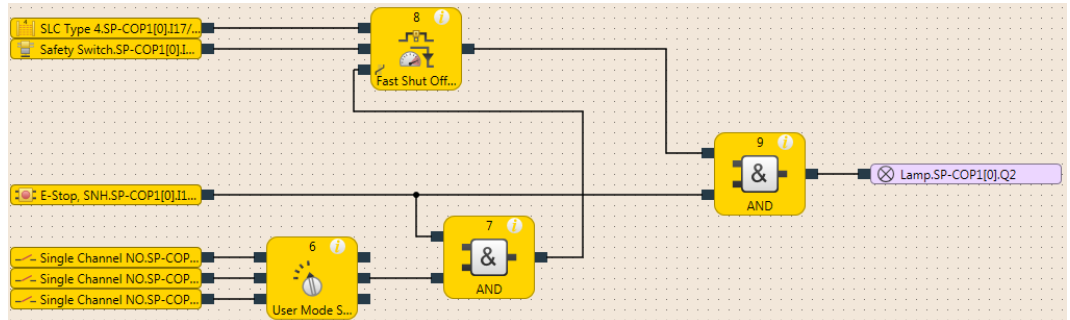 8
SLC Type 4.SP-COP1[0].I17/...
Safety Switch.SP-COP1[0].I...
Fast Shut Off...
9
&
Lamp.SP-COP1[0].Q2
AND
E-Stop, SNH.SP-COP1[0].I1...
7
&
AND
6
Single Channel NO.SP-COP...
Single Channel NO.SP-COP...
Single Channel NO.SP-COP...
User Mode S...